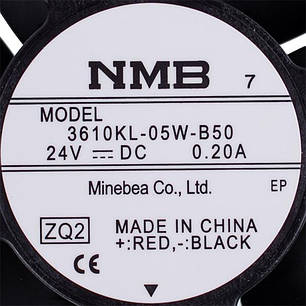 NMB 7
MODEL
3610KL-05W-B50
24V ⎓ DC 0.20A
Minebea Co., Ltd.
EP
ZQ2 MADE IN CHINA
+:RED,-:BLACK
CE